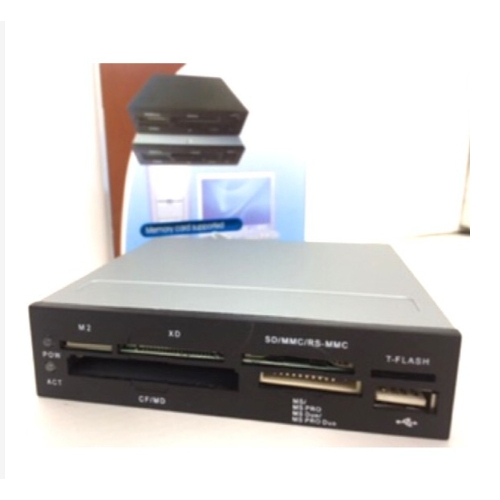 Memory card supported
M2
XD
SD/MMC/RS-MMC
T-FLASH
POW
ACT
CF/MD
MS/
MS PRO
MS Duo/
MS PRO Duo